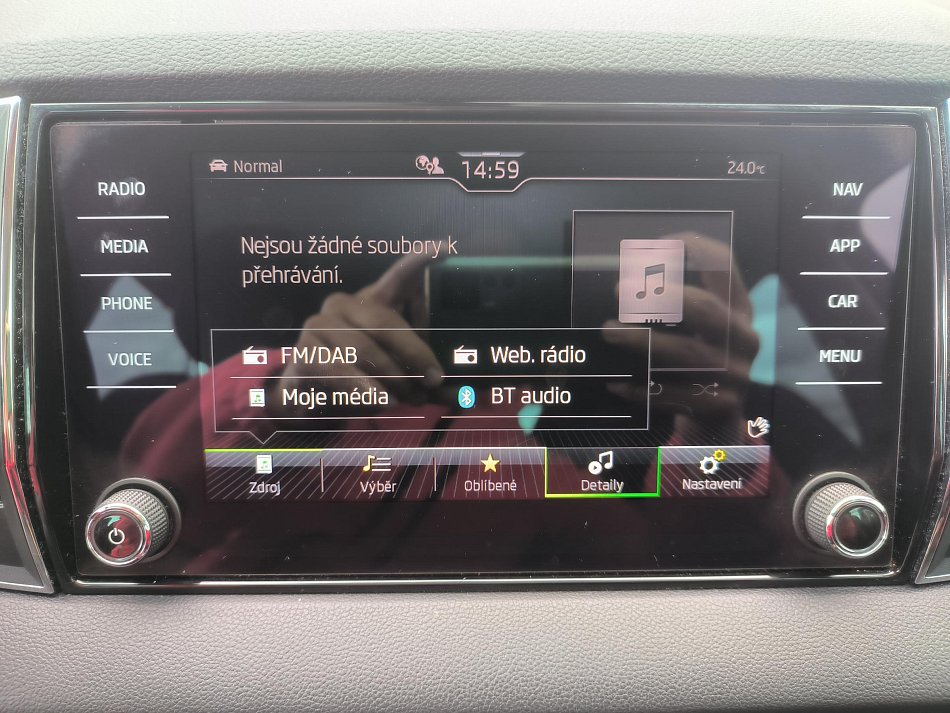 Normal
14:59
24.0°C
RADIO
MEDIA
PHONE
VOICE
NAV
APP
CAR
MENU
Nejsou žádné soubory k
přehrávání.
FM/DAB
Web. rádio
Moje média
BT audio
Zdroj
Výběr
Oblíbené
Detaily
Nastavení